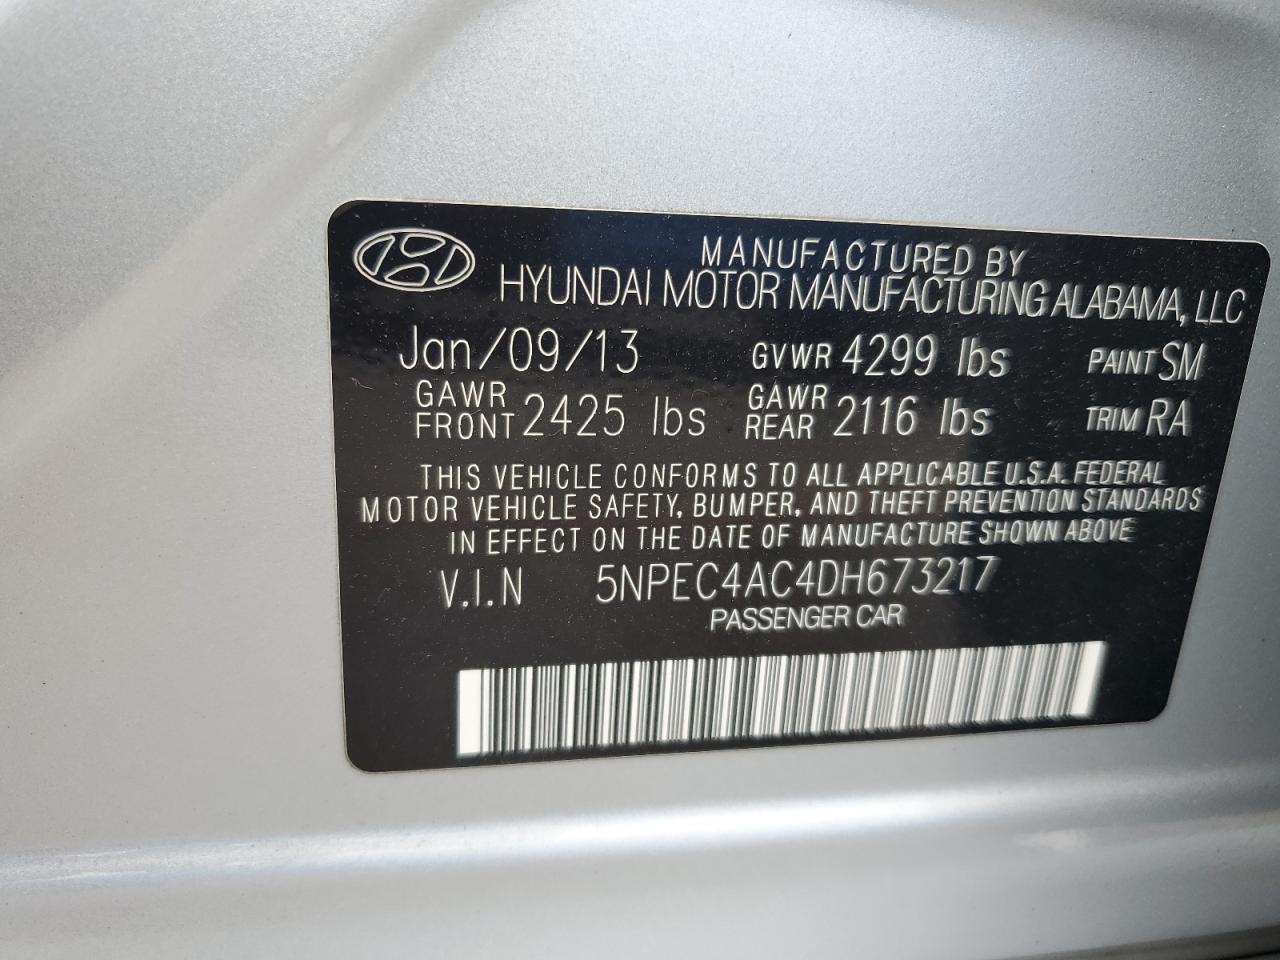 MANUFACTURED BY
HYUNDAI MOTOR MANUFACTURING ALABAMA, LLC
Jan/09/13 GVWR 4299 lbs PAINT SM
GAWR FRONT 2425 lbs GAWR REAR 2116 lbs TRIM RA
THIS VEHICLE CONFORMS TO ALL APPLICABLE U.S.A. FEDERAL
MOTOR VEHICLE SAFETY, BUMPER, AND THEFT PREVENTION STANDARDS
IN EFFECT ON THE DATE OF MANUFACTURE SHOWN ABOVE
V.I.N 5NPEC4AC4DH673217
PASSENGER CAR